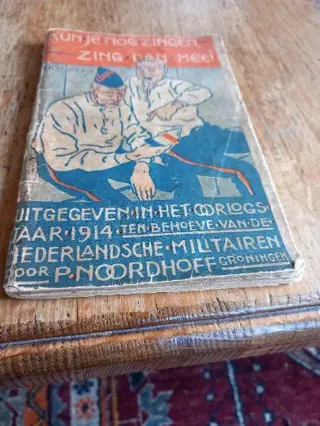 KUN JE NOG ZINGEN,
ZING DAN MEE!
UITGEGEVEN·IN·HET·OORLOGS
JAAR·1914·TEN·BEHOEVE·VAN·DE
NEDERLANDSCHE·MILITAIREN
DOOR·P·NOORDHOFF GRONINGEN